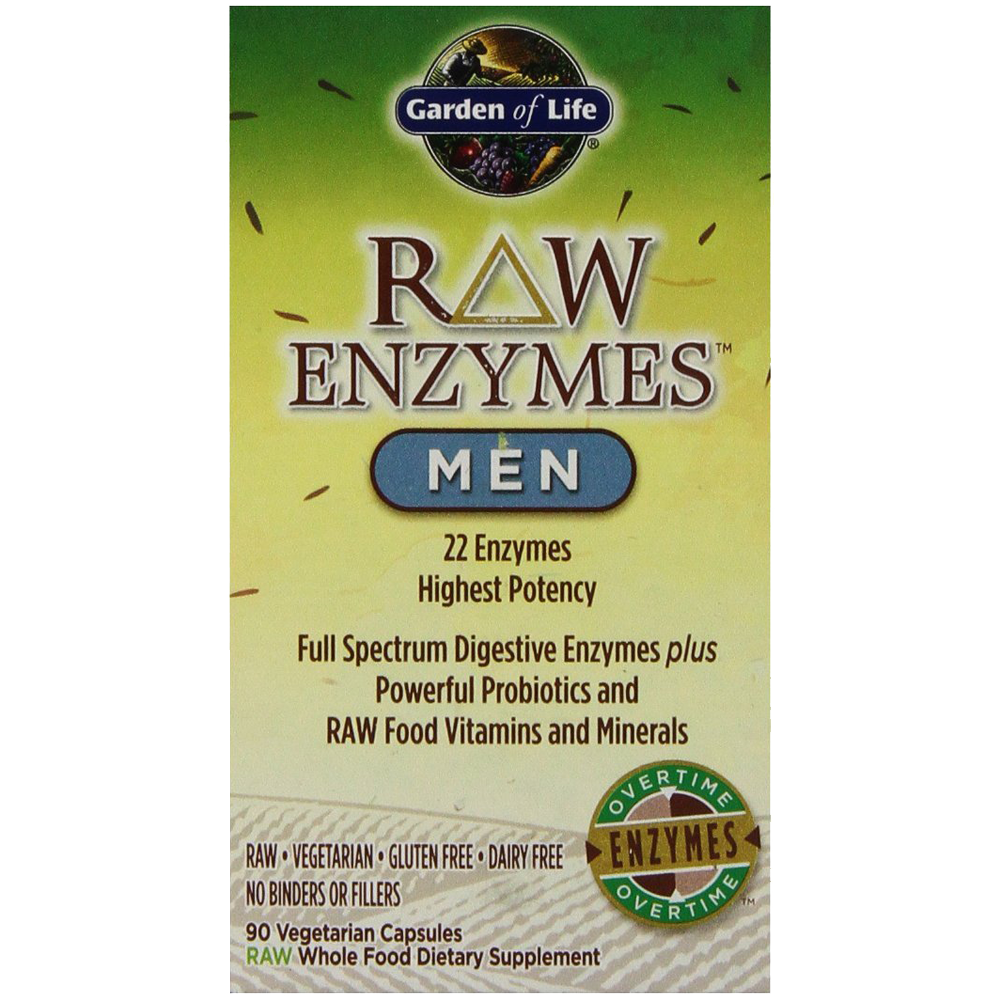 Garden of Life®
RAW
ENZYMES™
MEN
22 Enzymes
Highest Potency
Full Spectrum Digestive Enzymes plus
Powerful Probiotics and
RAW Food Vitamins and Minerals
OVERTIME
ENZYMES
OVERTIME™
RAW • VEGETARIAN • GLUTEN FREE • DAIRY FREE
NO BINDERS OR FILLERS
90 Vegetarian Capsules
RAW Whole Food Dietary Supplement